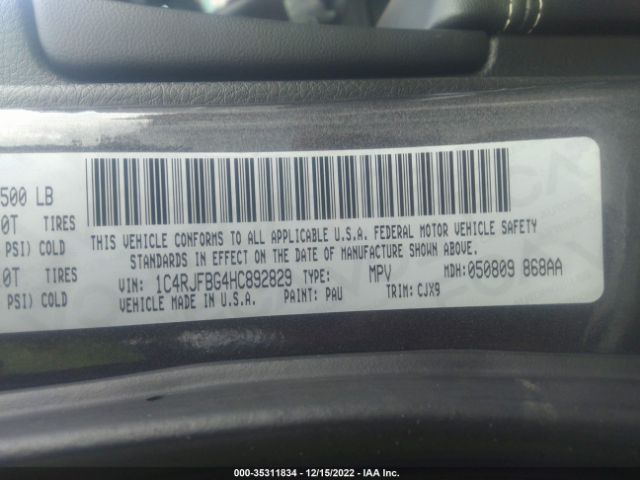 500 LB
0T TIRES
PSI) COLD
0T TIRES
PSI) COLD
THIS VEHICLE CONFORMS TO ALL APPLICABLE U.S.A. FEDERAL MOTOR VEHICLE SAFETY
STANDARDS IN EFFECT ON THE DATE OF MANUFACTURE SHOWN ABOVE.
VIN: 1C4RJFBG4HC892829 TYPE: MPV MDH: 050809 868AA
VEHICLE MADE IN U.S.A. PAINT: PAU TRIM: CJX9
000-35311834 - 12/15/2022 - IAA Inc.